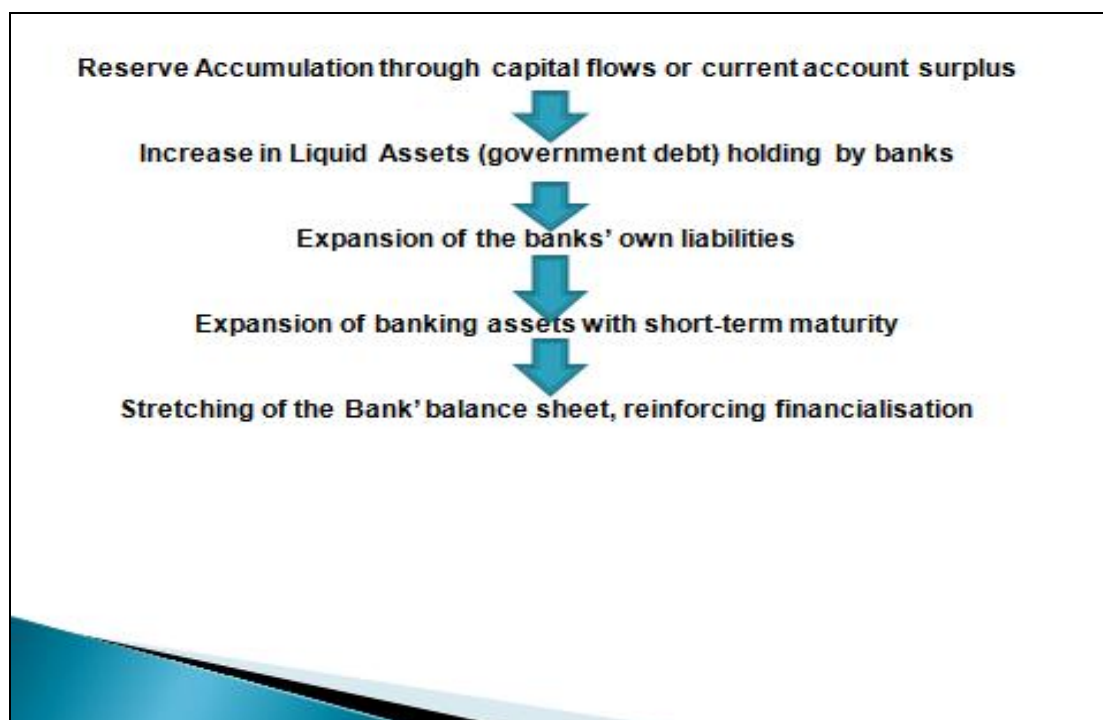 Reserve Accumulation through capital flows or current account surplus
Increase in Liquid Assets (government debt) holding by banks
Expansion of the banks' own liabilities
Expansion of banking assets with short-term maturity
Stretching of the Bank' balance sheet, reinforcing financialisation